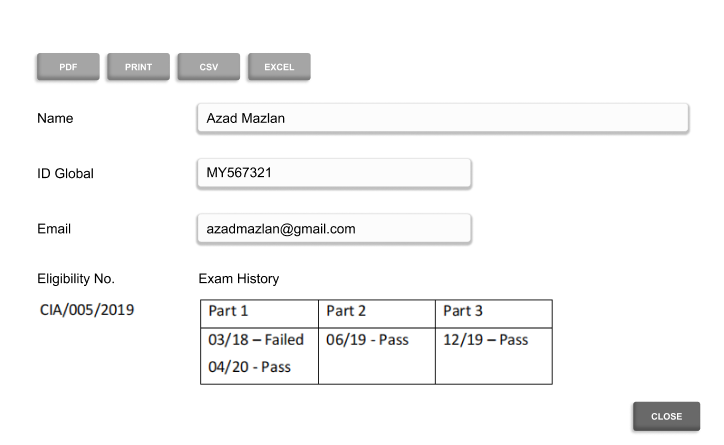 PDF PRINT CSV EXCEL
Name Azad Mazlan
ID Global MY567321
Email azadmazlan@gmail.com
Eligibility No. Exam History
CIA/005/2019 Part 1 Part 2 Part 3
03/18 – Failed 06/19 - Pass 12/19 – Pass
04/20 - Pass
CLOSE